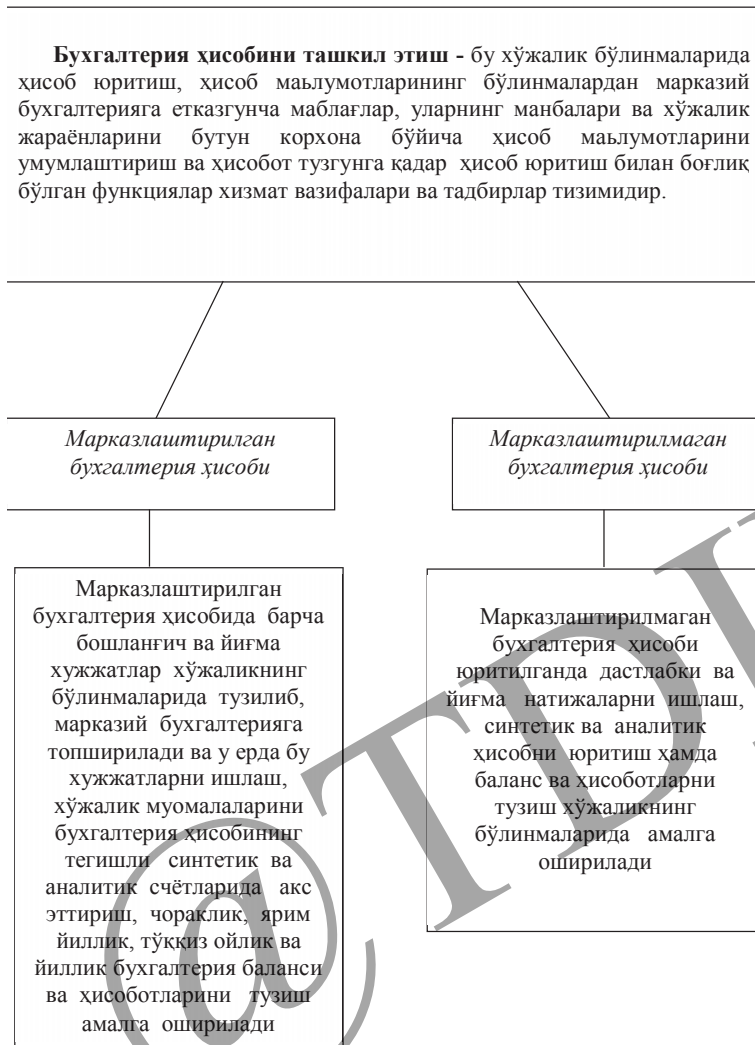 Бухгалтерия ҳисобини ташкил этиш - бу хўжалик бўлинмаларида
ҳисоб юритиш, ҳисоб маьлумотларининг бўлинмалардан марказий
бухгалтерияга етказгунча маблағлар, уларнинг манбалари ва хўжалик
жараёнларини бутун корхона бўйича ҳисоб маьлумотларини
умумлаштириш ва ҳисобот тузгунга қадар ҳисоб юритиш билан боғлиқ
бўлган функциялар хизмат вазифалари ва тадбирлар тизимидир.
Марказлаштирилган
бухгалтерия ҳисоби
Марказлаштирилган
бухгалтерия ҳисобида барча
бошланғич ва йиғма
хужжатлар хўжаликнинг
бўлинмаларида тузилиб,
марказий бухгалтерияга
топширилади ва у ерда бу
хужжатларни ишлаш,
хўжалик муомалаларини
бухгалтерия ҳисобининг
тегишли синтетик ва
аналитик счётларида акс
эттириш, чораклик, ярим
йиллик, тўққиз ойлик ва
йиллик бухгалтерия баланси
ва ҳисоботларини тузиш
амалга оширилади
Марказлаштирилмаган
бухгалтерия ҳисоби
Марказлаштирилмаган
бухгалтерия ҳисоби
юритилганда дастлабки ва
йиғма натижаларни ишлаш,
синтетик ва аналитик
ҳисобни юритиш ҳамда
баланс ва ҳисоботларни
тузиш хўжаликнинг
бўлинмаларида амалга
оширилади